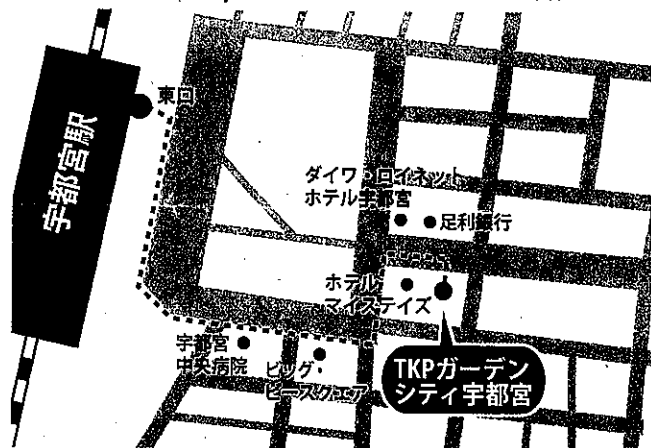 宇都宮駅
東口
ダイワ・ロイネット
ホテル宇都宮
足利銀行
ホテル
マイステイズ
宇都宮
中央病院
ビッグ・
ビースクエア
TKPガーデン
シティ宇都宮